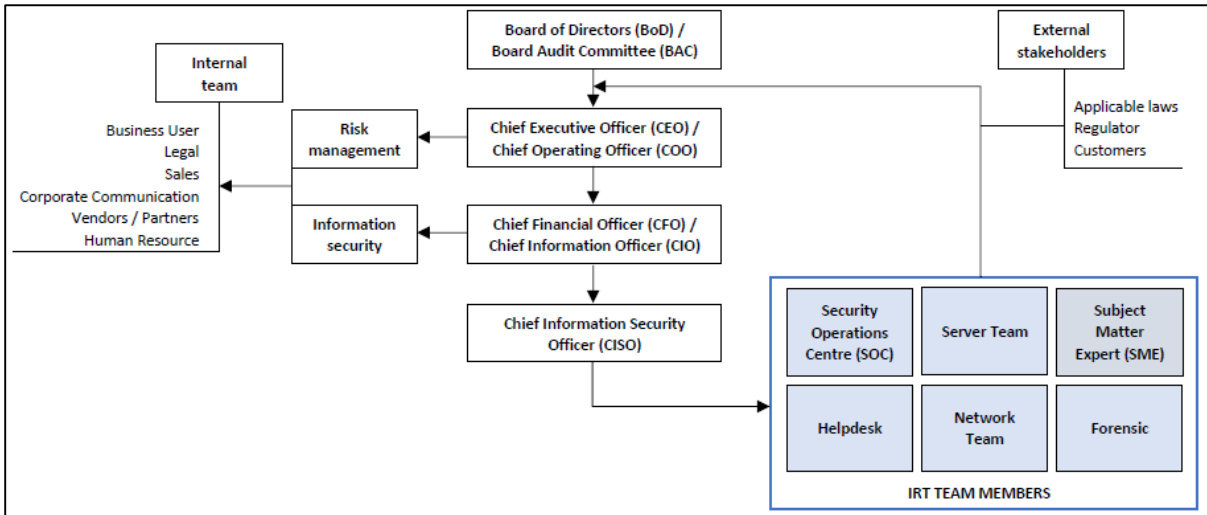 Board of Directors (BoD) /
Board Audit Committee (BAC)
External
stakeholders
Internal
team
Applicable laws
Regulator
Customers
Business User
Legal
Sales
Corporate Communication
Vendors / Partners
Human Resource
Risk
management
Chief Executive Officer (CEO) /
Chief Operating Officer (COO)
Information
security
Chief Financial Officer (CFO) /
Chief Information Officer (CIO)
Chief Information Security
Officer (CISO)
Security
Operations
Centre (SOC)
Server Team
Subject
Matter
Expert (SME)
Helpdesk
Network
Team
Forensic
IRT TEAM MEMBERS